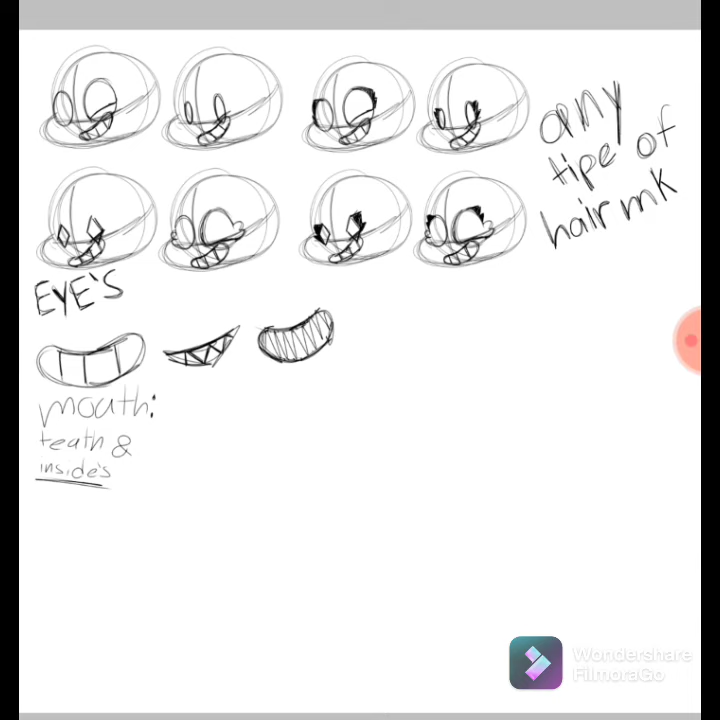 any
tipe of
hair mk
EYE'S
mouth:
teath &
inside's
Wondershare
FilmoraGo